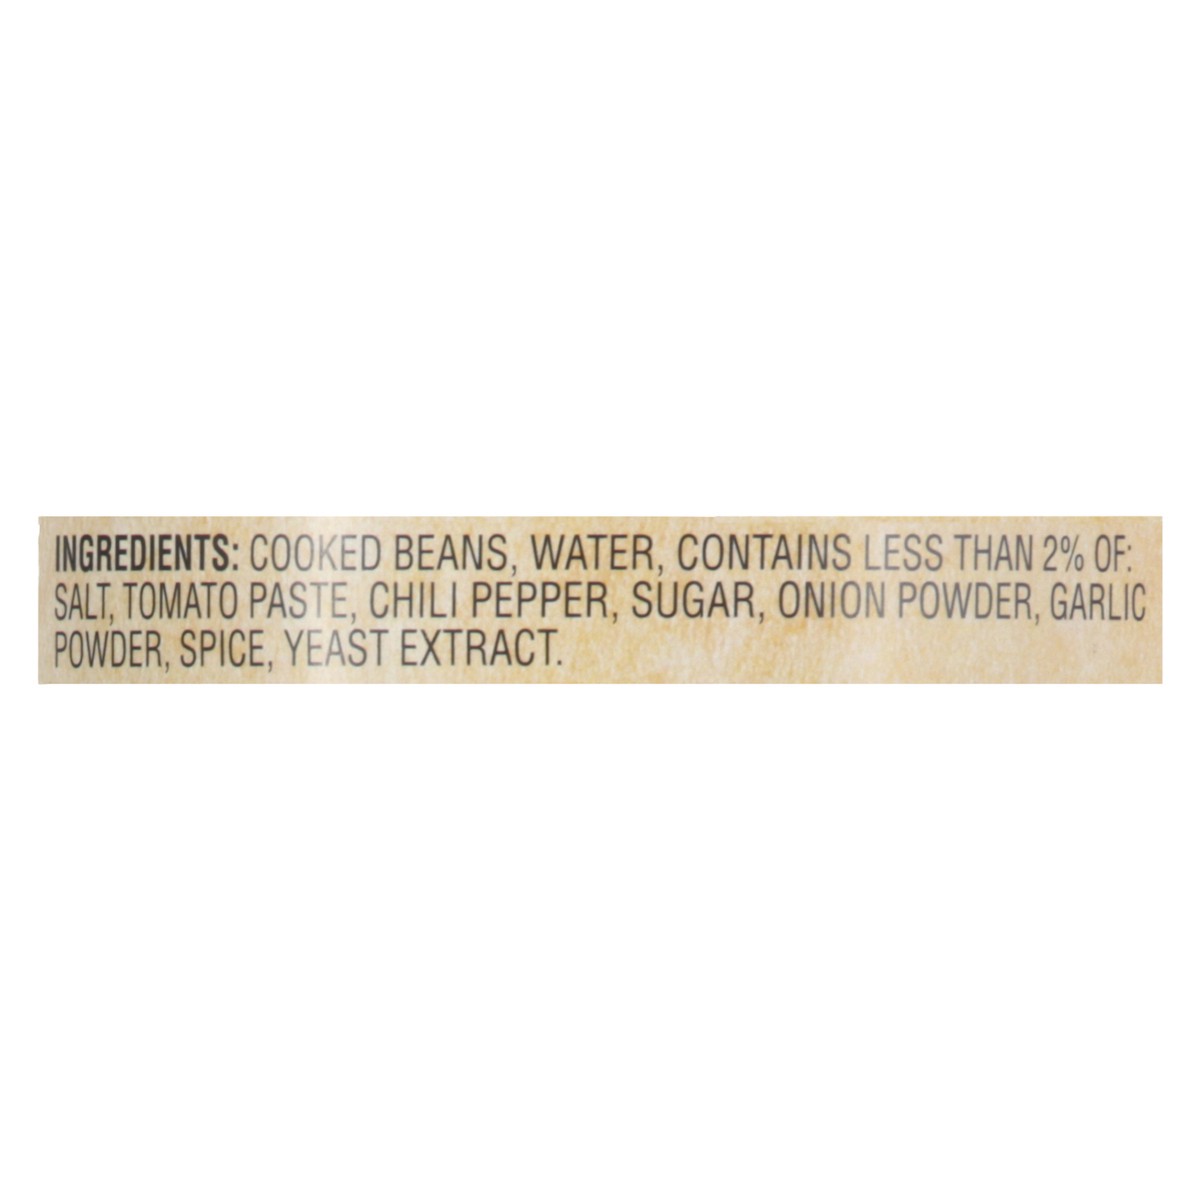 INGREDIENTS: COOKED BEANS, WATER, CONTAINS LESS THAN 2% OF:
SALT, TOMATO PASTE, CHILI PEPPER, SUGAR, ONION POWDER, GARLIC
POWDER, SPICE, YEAST EXTRACT.